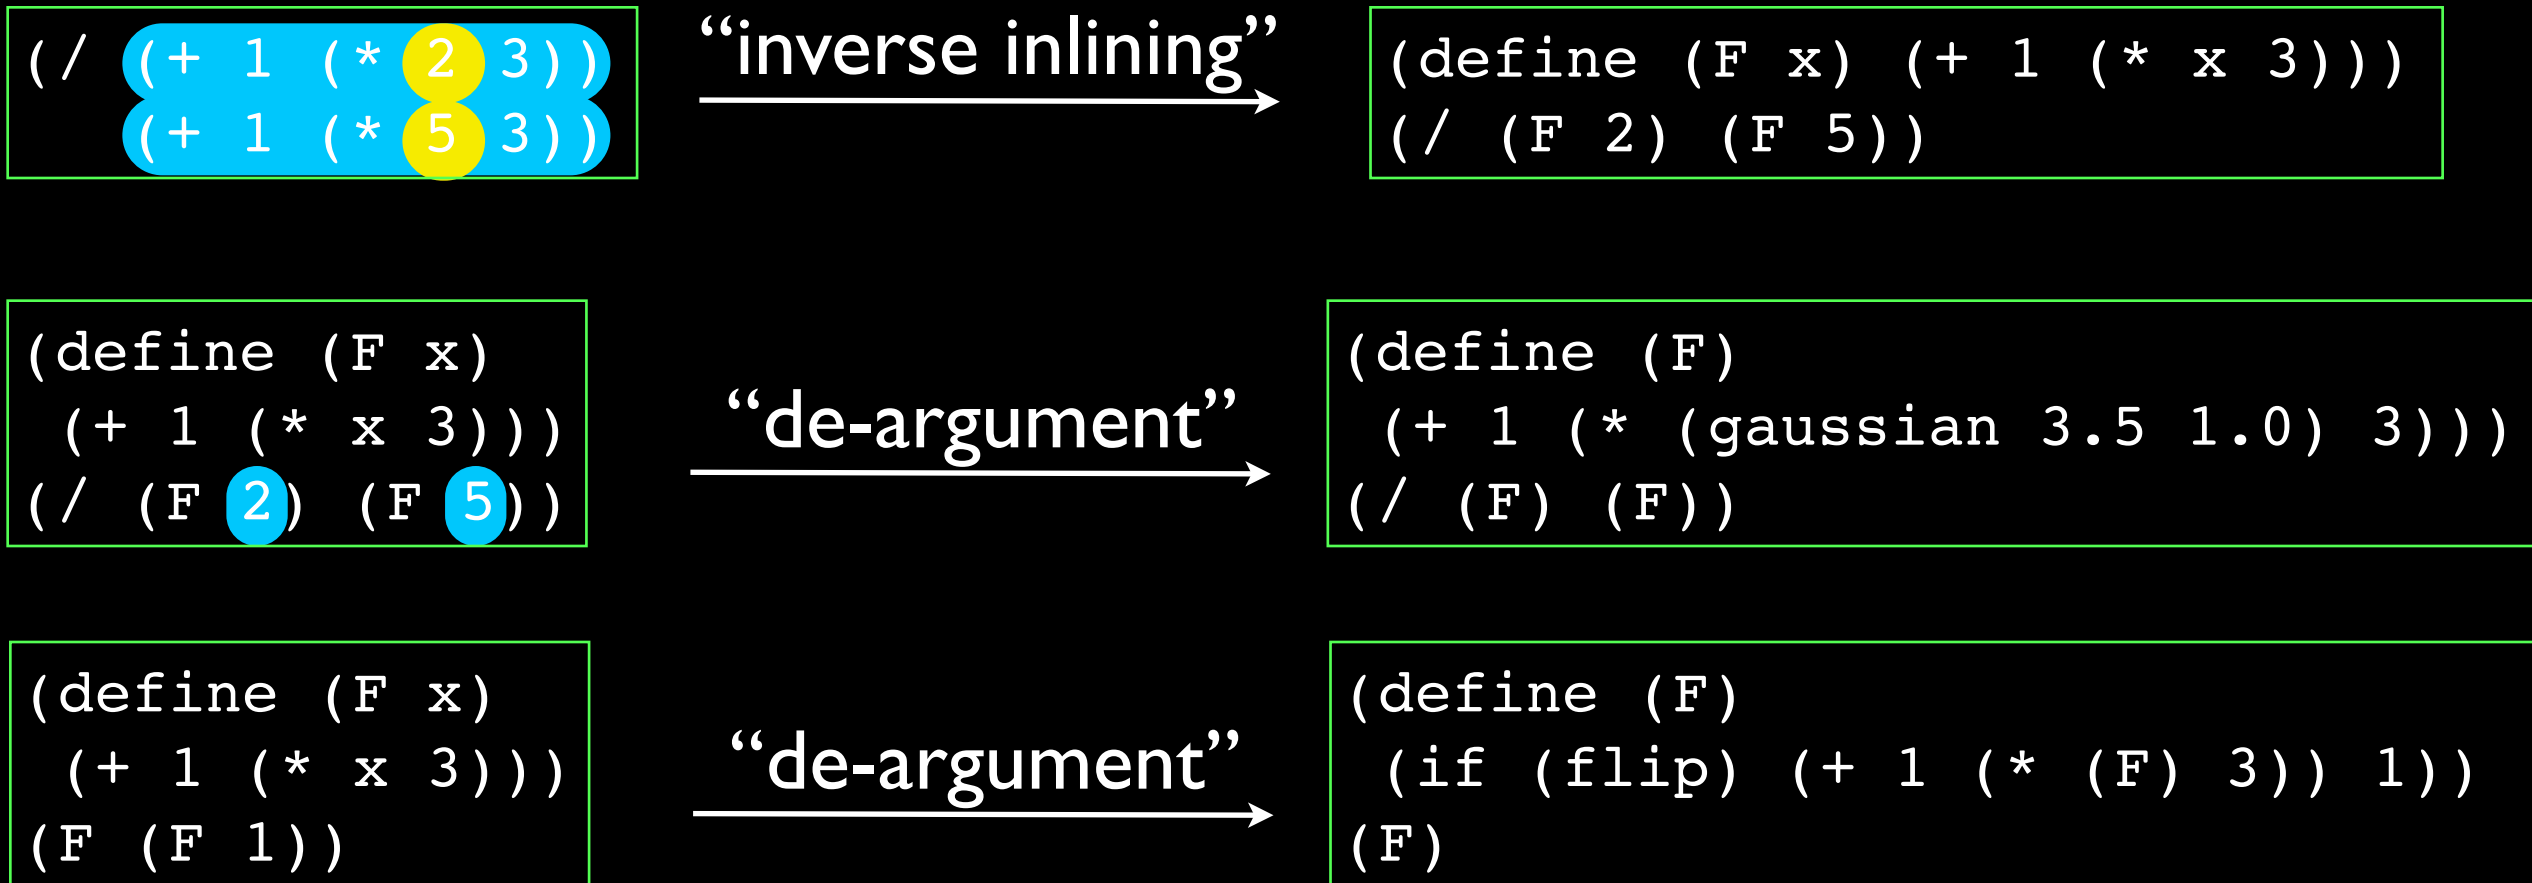 (/ (+ 1 (* 2 3))
(+ 1 (* 5 3))
“inverse inlining”
(define (F x) (+ 1 (* x 3)))
(/ (F 2) (F 5))
(define (F x)
(+ 1 (* x 3)))
(/ (F 2) (F 5))
“de-argument”
(define (F)
(+ 1 (* (gaussian 3.5 1.0) 3)))
(/ (F) (F))
(define (F x)
(+ 1 (* x 3)))
(F (F 1))
“de-argument”
(define (F)
(if (flip) (+ 1 (* (F) 3)) 1))
(F)